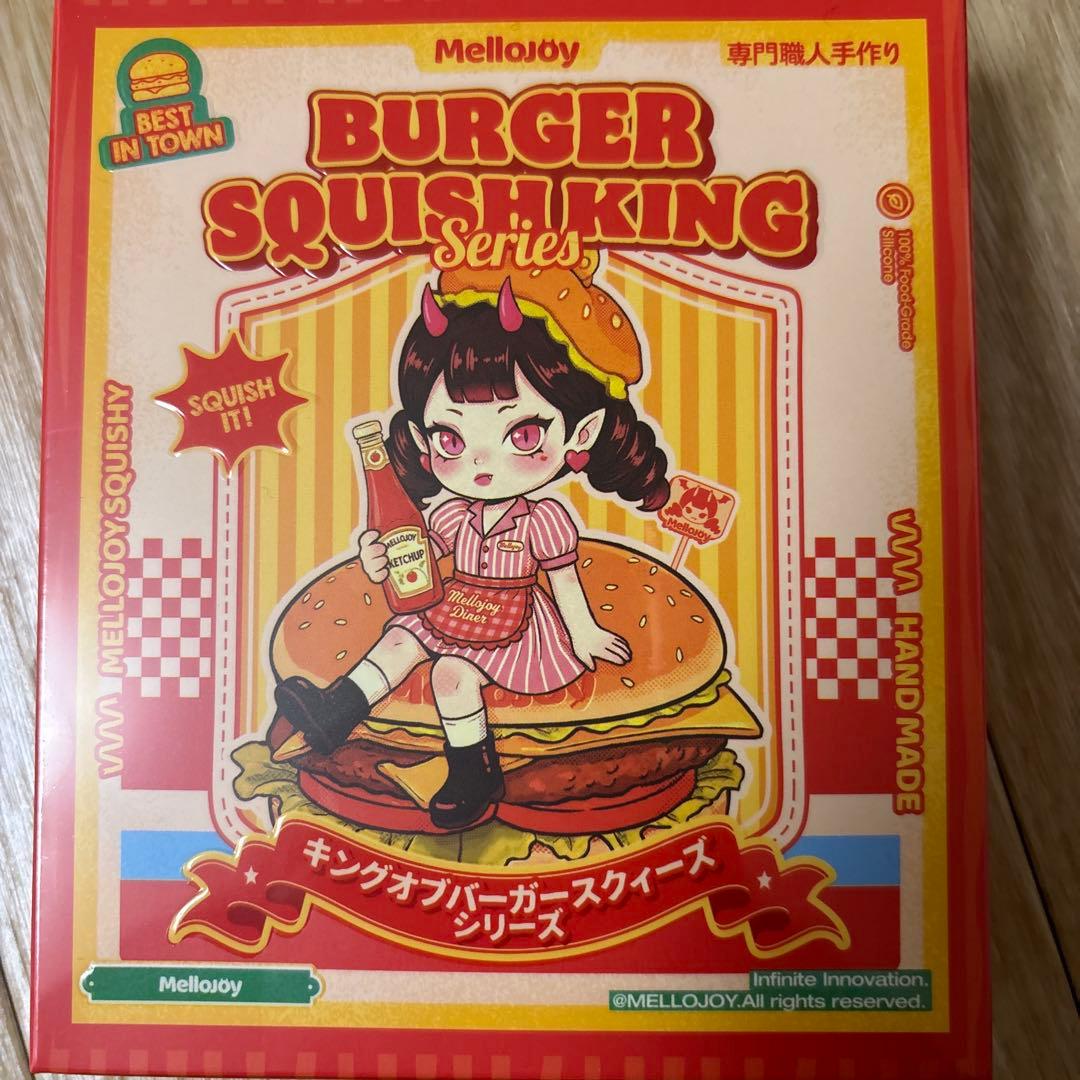 MelloJoy
専門職人手作り
BEST
IN TOWN
BURGER
SQUISH KING
Series
100% Food-Grade
Silicone
SQUISH
IT!
MELLOJOY SQUISHY
MELLOJOY
KETCHUP
Mellojoy
Mellojoy
Diner
Mellojoy
HAND MADE
キングオブバーガースクィーズ
シリーズ
MelloJoy
Infinite Innovation.
@MELLOJOY.All rights reserved.